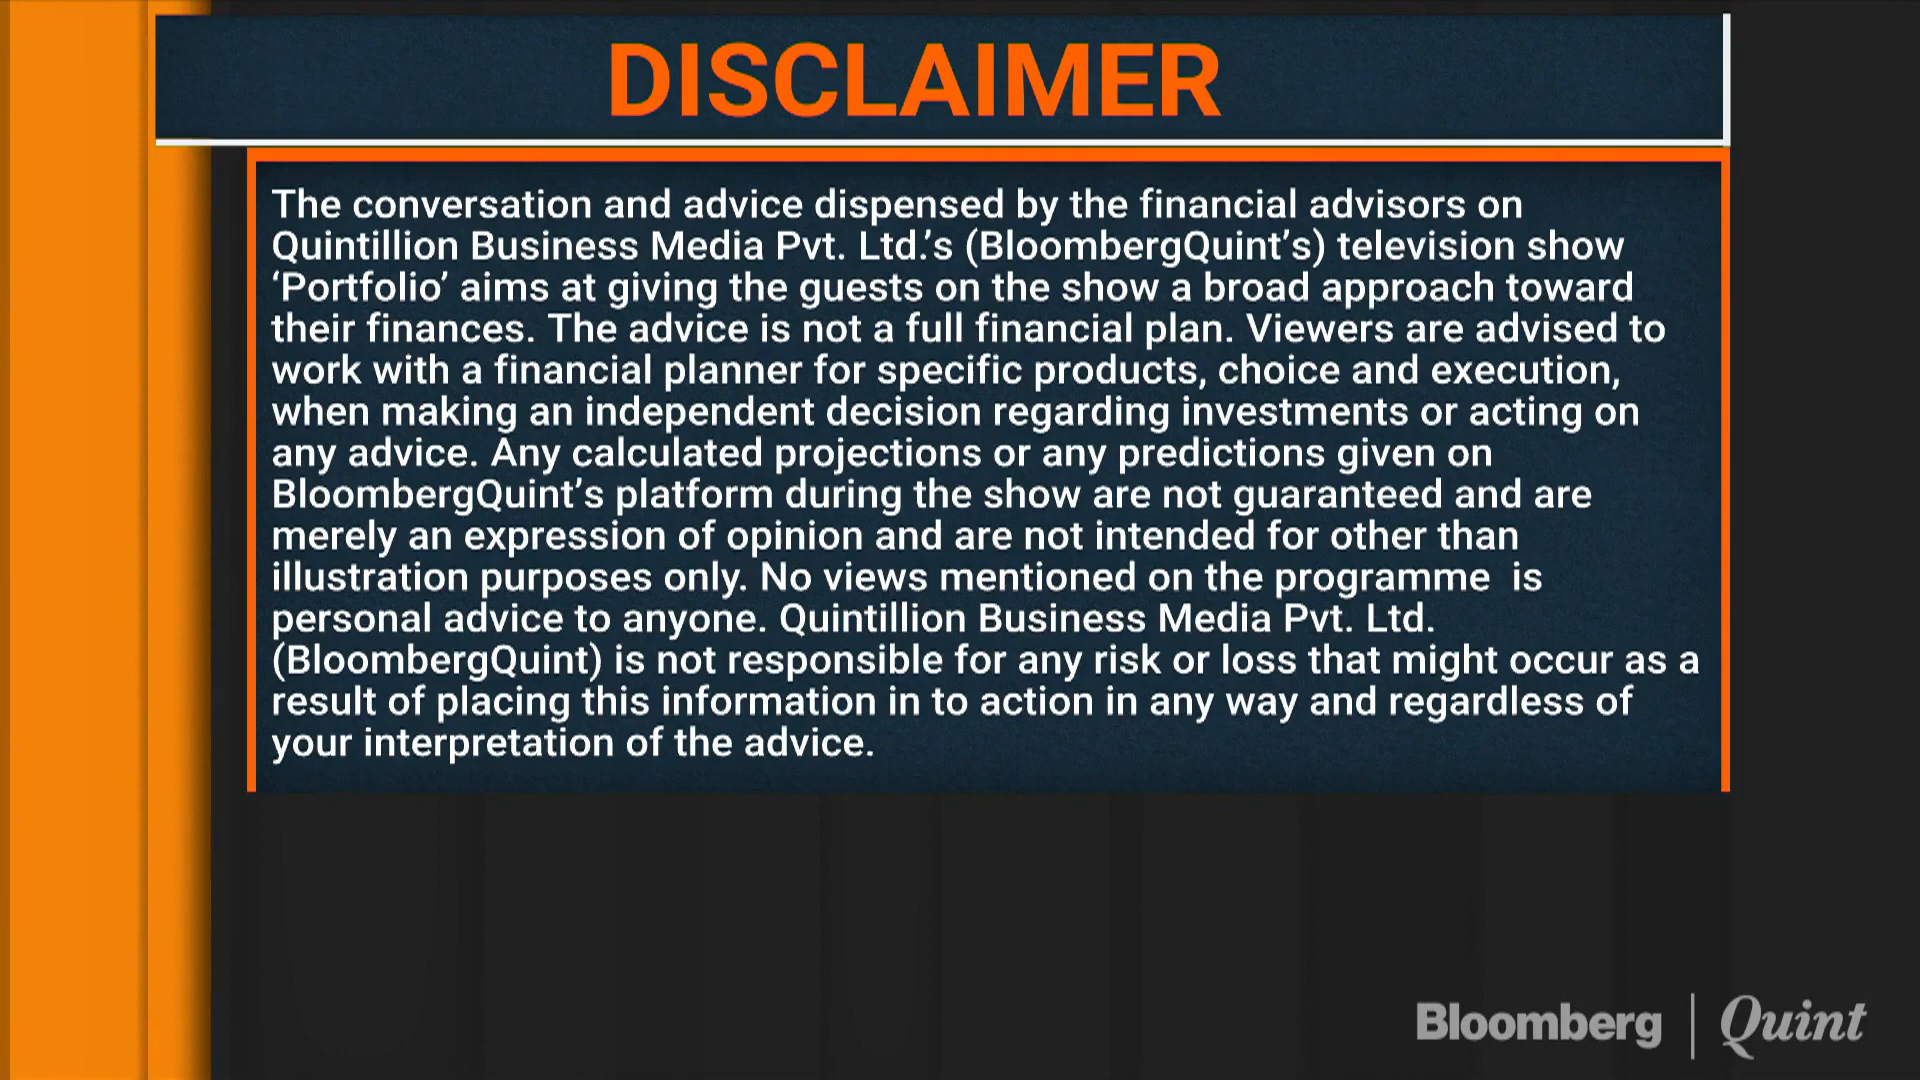 DISCLAIMER
The conversation and advice dispensed by the financial advisors on
Quintillion Business Media Pvt. Ltd.’s (BloombergQuint’s) television show
‘Portfolio’ aims at giving the guests on the show a broad approach toward
their finances. The advice is not a full financial plan. Viewers are advised to
work with a financial planner for specific products, choice and execution,
when making an independent decision regarding investments or acting on
any advice. Any calculated projections or any predictions given on
BloombergQuint’s platform during the show are not guaranteed and are
merely an expression of opinion and are not intended for other than
illustration purposes only. No views mentioned on the programme  is
personal advice to anyone. Quintillion Business Media Pvt. Ltd.
(BloombergQuint) is not responsible for any risk or loss that might occur as a
result of placing this information in to action in any way and regardless of
your interpretation of the advice.
Bloomberg | Quint